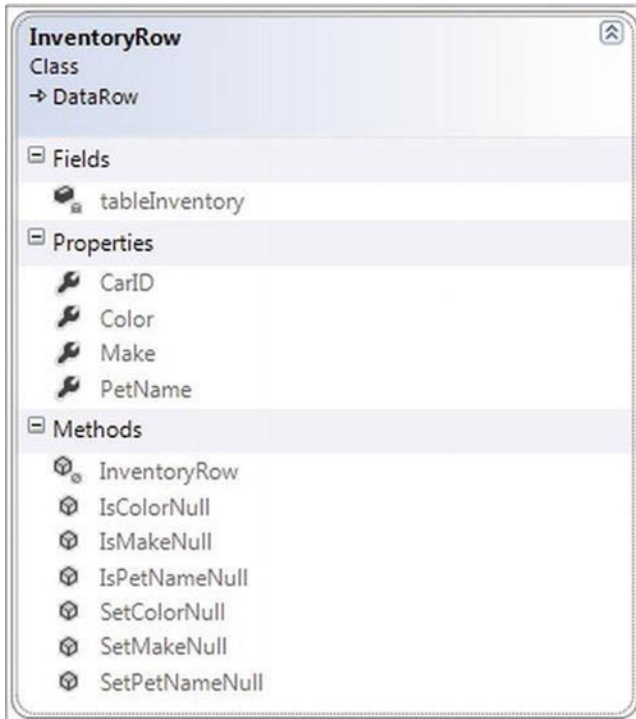 InventoryRow
Class
DataRow
Fields
tableInventory
Properties
CarID
Color
Make
PetName
Methods
InventoryRow
IsColorNull
IsMakeNull
IsPetNameNull
SetColorNull
SetMakeNull
SetPetNameNull